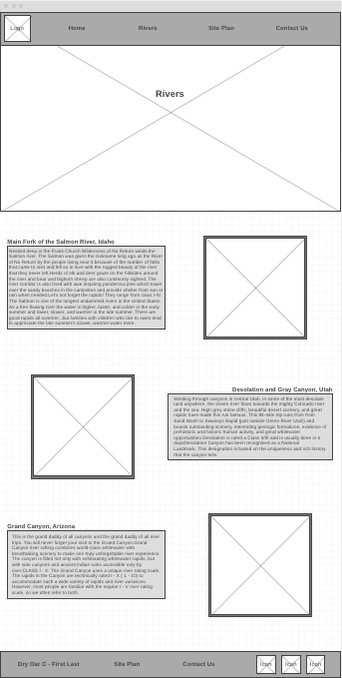 Logo
Home Rivers Site Plan Contact Us
Rivers
Main Fork of the Salmon River, Idaho
Nestled deep in the Frank Church Wilderness of No Return winds the
Salmon river. The Salmon was given the nickname long ago as the River
of No Return by the people living near it because of the number of folks
that came to visit and fell so in love with the rugged beauty of the river
that they never left.Herds of elk and deer graze on the hillsides around
the river and bear and bighorn sheep are also commonly sighted. The
river corridor is also lined with awe inspiring ponderosa pine which tower
over the sandy beaches in the campsites and provide shelter from sun or
rain when needed.Let's not forget the rapids! They range from class I-IV.
The Salmon is one of the largest undammed rivers in the United States.
As a free flowing river the water is higher, faster, and colder in the early
summer and lower, slower, and warmer in the late summer. There are
good rapids all summer, but families with children who like to swim tend
to appreciate the late summer's slower, warmer water more.
Desolation and Gray Canyon, Utah
Winding through canyons in central Utah, in some of the most desolate
land anywhere, the Green river flows towards the mighty Colorado river
and the sea. High grey stone cliffs, beautiful desert scenery, and great
rapids have made this run famous. This 86-mile trip runs from from
Sand Wash to Swaseys Rapid (just outside Green River Utah) and
boasts outstanding scenery, interesting geologic formations, evidence of
prehistoric and historic human activity, and great whitewater
opportunities.Desolation is rated a Class II/III and is usually done in 5
daysDesolation Canyon has been recognized as a National
Landmark. This designation is based on the uniqueness and rich history
that the canyon tells.
Grand Canyon, Arizona
This is the grand daddy of all canyons and the grand daddy of all river
trips. You will never forget your visit to the Grand Canyon.Grand
Canyon river rafting combines world-class whitewater with
breathtaking scenery to make one truly unforgettable river experience.
The canyon is filled not only with outstanding whitewater rapids, but
with side canyons and ancient Indian ruins accessible only by
river.CLASS I - X. The Grand Canyon uses a unique river rating scale.
The rapids in the Canyon are technically rated I - X ( 1 - 10) to
accommodate such a wide variety of rapids and river variances.
However, most people are familiar with the regular I - IV river rating
scale, so we often refer to both.
Dry Oar C - First Last Site Plan Contact Us Icon Icon Icon